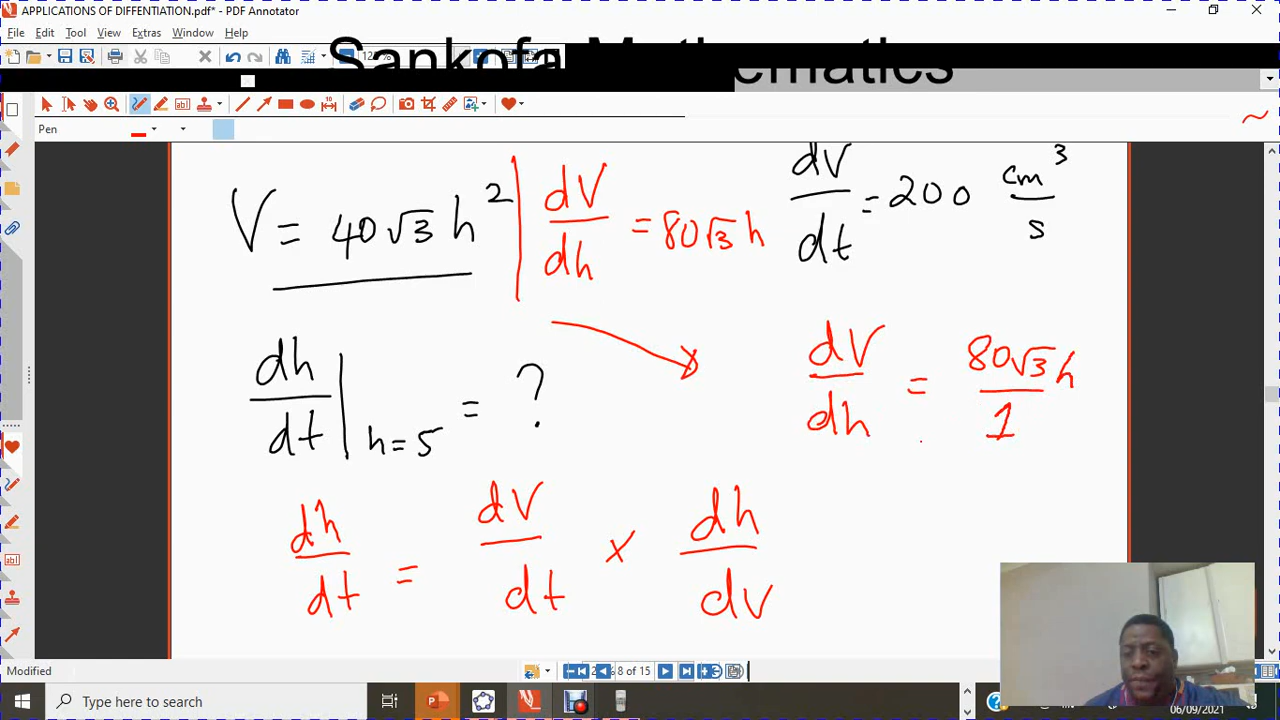 APPLICATIONS OF DIFFENTIATION.pdf* - PDF Annotator
File Edit Tool View Extras Window Help
Sankofa Mathematics
Pen
V = 40√3 h²
dV/dh = 80√3 h
dV/dt = 200 cm³/s
dh/dt | h=5 = ?
dV/dh = 80√3 h/1
dh/dt = dV/dt × dh/dv
Modified
8 of 15
Type here to search
06/09/2021